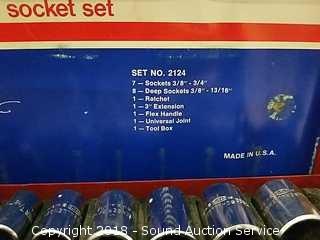 socket set
SET NO. 2124
7 — Sockets 3/8" - 3/4"
8 — Deep Sockets 3/8" - 13/16"
1 — Ratchet
1 — 3" Extension
1 — Flex Handle
1 — Universal Joint
1 — Tool Box
MADE IN U.S.A.
Copyright 2018 - Sound Auction Service